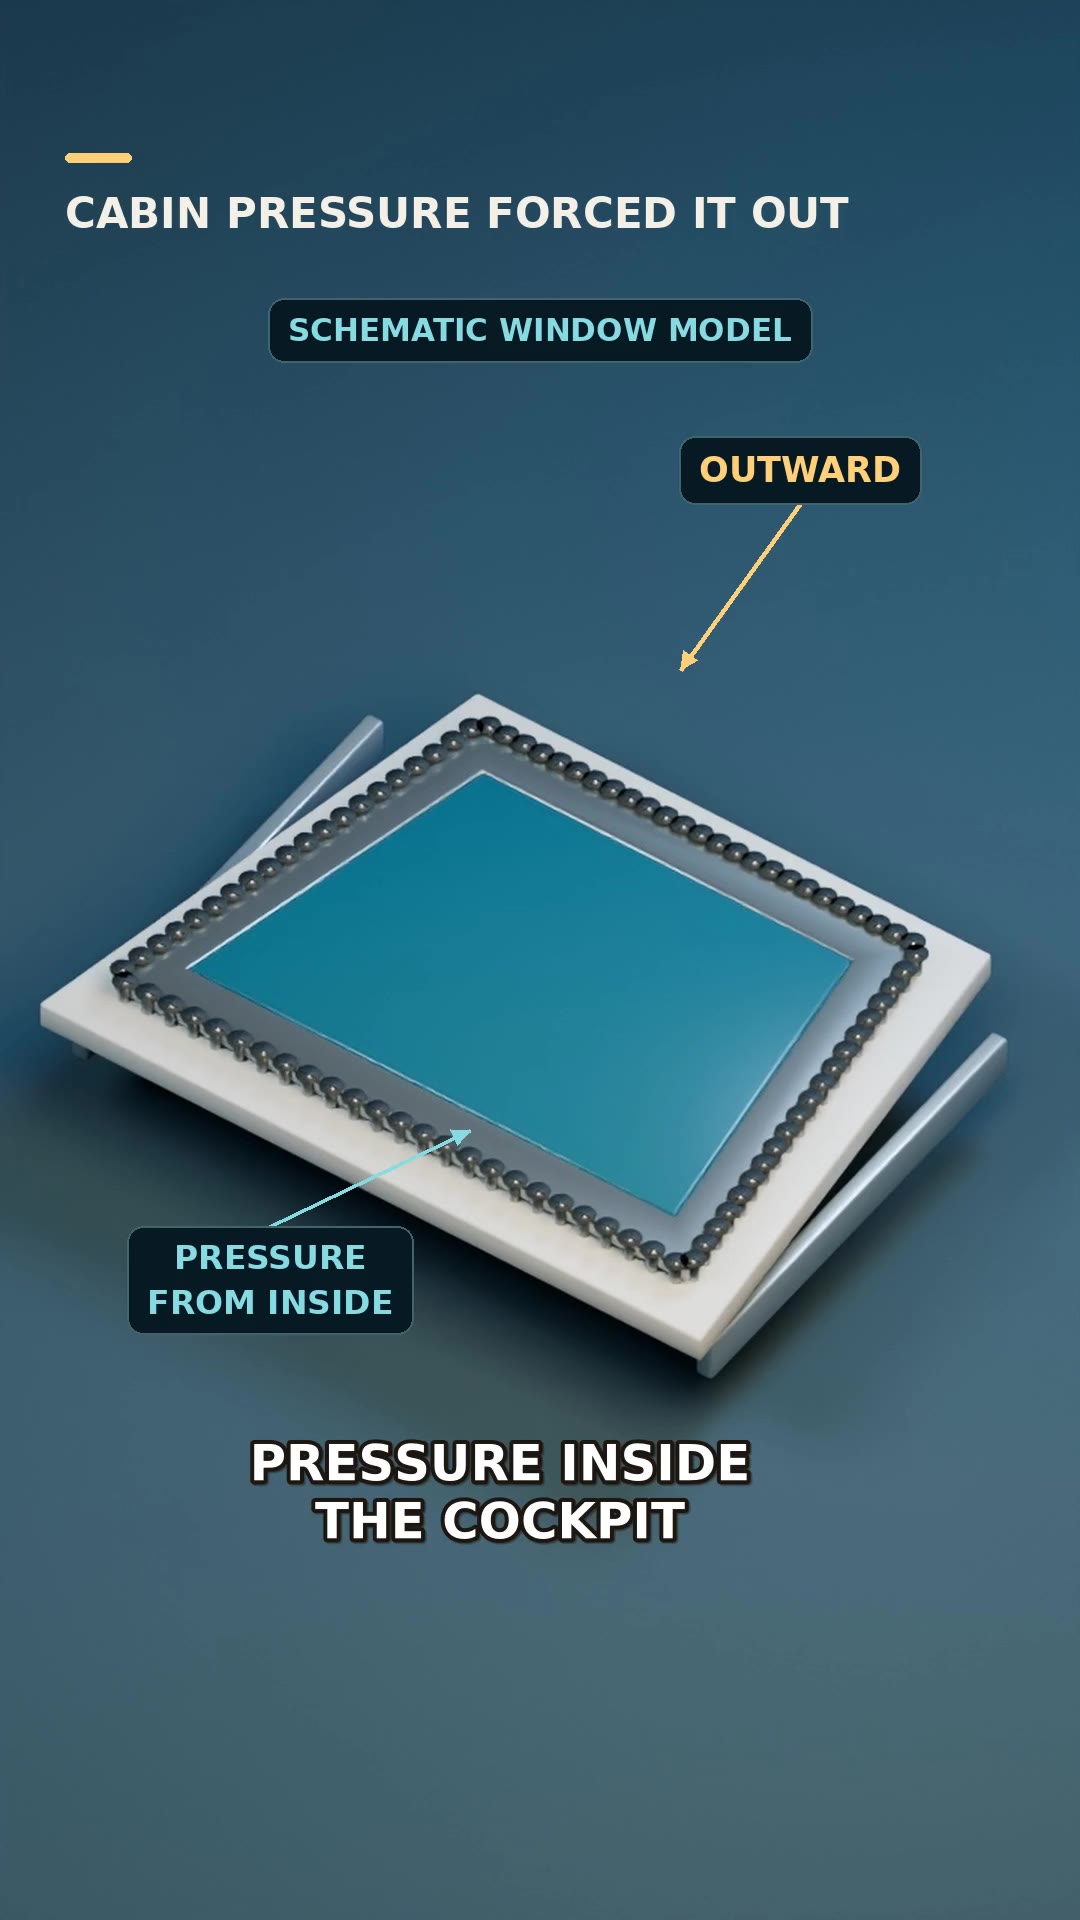 CABIN PRESSURE FORCED IT OUT
SCHEMATIC WINDOW MODEL
OUTWARD
PRESSURE
FROM INSIDE
PRESSURE INSIDE
THE COCKPIT